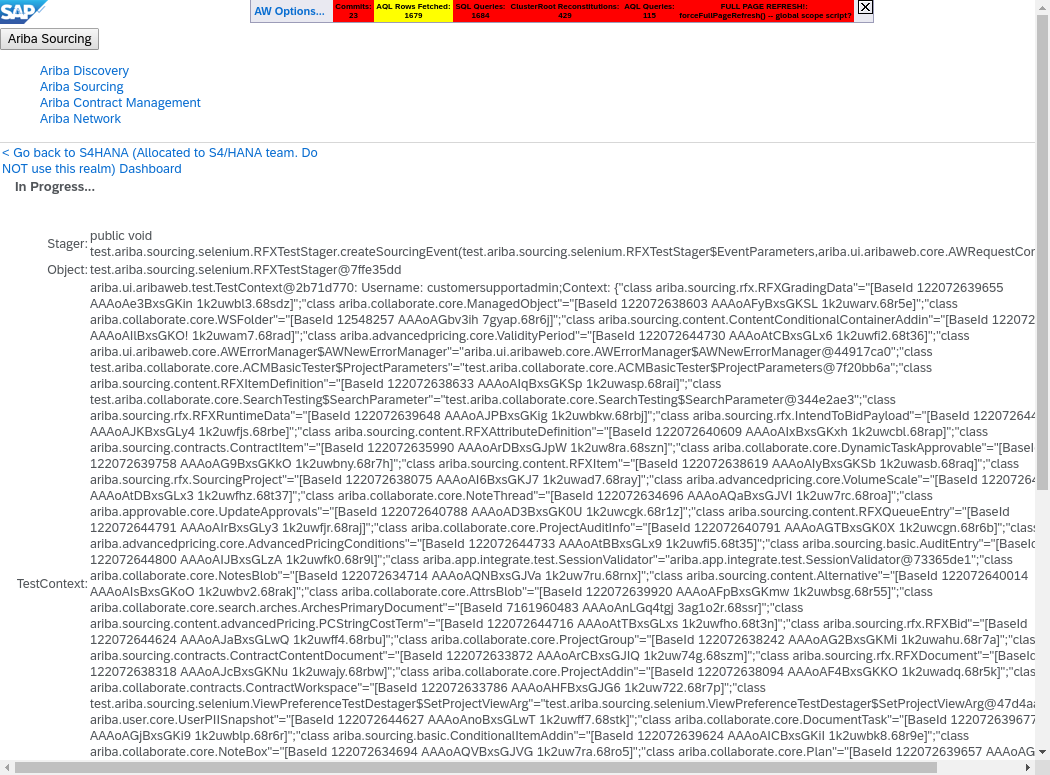 SAP
AW Options...
Commits: 23
AQL Rows Fetched: 1679
SQL Queries: 1684
ClusterRoot Reconstitutions: 429
AQL Queries: 110
FULL PAGE REFRESH!: forceFullPageRefresh() -- global scope script?
Ariba Sourcing
Ariba Discovery
Ariba Sourcing
Ariba Contract Management
Ariba Network
< Go back to S4HANA (Allocated to S4/HANA team. Do
NOT use this realm) Dashboard
In Progress...
public void
Stager: test.ariba.sourcing.selenium.RFXTestStager.createSourcingEvent(test.ariba.sourcing.selenium.RFXTestStager$EventParameters,ariba.ui.aribaweb.core.AWRequestCon
Object: test.ariba.sourcing.selenium.RFXTestStager@7ffe35dd
ariba.ui.aribaweb.test.TestContext@2b71d770: Username: customersupportadmin;Context: {"class ariba.sourcing.rfx.RFXGradingData"="[BaseId 122072639655
AAAoAe3BxsGKin 1k2uwbl3.68sdz]";"class ariba.collaborate.core.ManagedObject"="[BaseId 122072638603 AAAoAFyBxsGKSL 1k2uwarv.68r5e]";"class
ariba.collaborate.core.WSFolder"="[BaseId 12548257 AAAoAGbv3ih 7gyap.68r6j]";"class ariba.sourcing.content.ContentConditionalContainerAddin"="[BaseId 122072
AAAoAIlBxsGKO! 1k2uwam7.68rad]";"class ariba.advancedpricing.core.ValidityPeriod"="[BaseId 122072644730 AAAoAtCBxsGLx6 1k2uwfi2.68t36]";"class
ariba.ui.aribaweb.core.AWErrorManager$AWNewErrorManager"="ariba.ui.aribaweb.core.AWErrorManager$AWNewErrorManager@44917ca0";"class
test.ariba.collaborate.core.ACMBasicTester$ProjectParameters"="test.ariba.collaborate.core.ACMBasicTester$ProjectParameters@7f20bb6a";"class
ariba.sourcing.content.RFXItemDefinition"="[BaseId 122072638633 AAAoAIqBxsGKSp 1k2uwasp.68rai]";"class
test.ariba.collaborate.core.SearchTesting$SearchParameter"="test.ariba.collaborate.core.SearchTesting$SearchParameter@344e2ae3";"class
ariba.sourcing.rfx.RFXRuntimeData"="[BaseId 122072639648 AAAoAJPBxsGKig 1k2uwbkw.68rbj]";"class ariba.sourcing.rfx.IntendToBidPayload"="[BaseId 12207264
AAAoAJKBxsGLy4 1k2uwfjs.68rbe]";"class ariba.sourcing.content.RFXAttributeDefinition"="[BaseId 122072640609 AAAoAIxBxsGKxh 1k2uwcbl.68rap]";"class
ariba.sourcing.contracts.ContractItem"="[BaseId 122072635990 AAAoArDBxsGJpW 1k2uw8ra.68szn]";"class ariba.collaborate.core.DynamicTaskApprovable"="[BaseI
122072639758 AAAoAG9BxsGKkO 1k2uwbny.68r7h]";"class ariba.sourcing.content.RFXItem"="[BaseId 122072638619 AAAoAIyBxsGKSb 1k2uwasb.68raq]";"class
ariba.sourcing.rfx.SourcingProject"="[BaseId 122072638075 AAAoAI6BxsGKJ7 1k2uwad7.68ray]";"class ariba.advancedpricing.core.VolumeScale"="[BaseId 12207264
AAAoAtDBxsGLx3 1k2uwfhz.68t37]";"class ariba.collaborate.core.NoteThread"="[BaseId 122072634696 AAAoAQaBxsGJVI 1k2uw7rc.68roa]";"class
ariba.approvable.core.UpdateApprovals"="[BaseId 122072640788 AAAoAD3BxsGK0U 1k2uwcgk.68r1z]";"class ariba.sourcing.content.RFXQueueEntry"="[BaseId
122072644791 AAAoAIrBxsGLy3 1k2uwfjr.68raj]";"class ariba.collaborate.core.ProjectAuditInfo"="[BaseId 122072640791 AAAoAGTBxsGK0X 1k2uwcgn.68r6b]";"class
ariba.advancedpricing.core.AdvancedPricingConditions"="[BaseId 122072644733 AAAoAtBBxsGLx9 1k2uwfi5.68t35]";"class ariba.sourcing.basic.AuditEntry"="[BaseId
122072644800 AAAoAIJBxsGLzA 1k2uwfk0.68r9l]";"class ariba.app.integrate.test.SessionValidator"="ariba.app.integrate.test.SessionValidator@73365de1";"class
TestContext: ariba.collaborate.core.NotesBlob"="[BaseId 122072634714 AAAoAQNBxsGJVa 1k2uw7ru.68rnx]";"class ariba.sourcing.content.Alternative"="[BaseId 122072640014
AAAoAIsBxsGKoO 1k2uwbv2.68rak]";"class ariba.collaborate.core.AttrsBlob"="[BaseId 122072639920 AAAoAFpBxsGKmw 1k2uwbsg.68r55]";"class
ariba.collaborate.core.search.arches.ArchesPrimaryDocument"="[BaseId 7161960483 AAAoAnLGq4tgj 3ag1o2r.68ssr]";"class
ariba.sourcing.content.advancedPricing.PCStringCostTerm"="[BaseId 122072644716 AAAoAtTBxsGLxs 1k2uwfho.68t3n]";"class ariba.sourcing.rfx.RFXBid"="[BaseId
122072644624 AAAoAJaBxsGLwQ 1k2uwff4.68rbu]";"class ariba.collaborate.core.ProjectGroup"="[BaseId 122072638242 AAAoAG2BxsGKMi 1k2uwahu.68r7a]";"clas
ariba.sourcing.contracts.ContractContentDocument"="[BaseId 122072633872 AAAoArCBxsGJIQ 1k2uw74g.68szm]";"class ariba.sourcing.rfx.RFXDocument"="[BaseId
122072638318 AAAoAJcBxsGKNu 1k2uwajy.68rbw]";"class ariba.collaborate.core.ProjectAddin"="[BaseId 122072638094 AAAoAF4BxsGKKO 1k2uwadq.68r5k]";"clas
ariba.collaborate.contracts.ContractWorkspace"="[BaseId 122072633786 AAAoAHFBxsGJG6 1k2uw722.68r7p]";"class
test.ariba.sourcing.selenium.ViewPreferenceTestDestager$SetProjectViewArg"="test.ariba.sourcing.selenium.ViewPreferenceTestDestager$SetProjectViewArg@47d4aa
ariba.user.core.UserPIISnapshot"="[BaseId 122072644627 AAAoAnoBxsGLwT 1k2uwff7.68stk]";"class ariba.collaborate.core.DocumentTask"="[BaseId 12207263967
AAAoAGjBxsGKi9 1k2uwblp.68r6r]";"class ariba.sourcing.basic.ConditionalItemAddin"="[BaseId 122072639624 AAAoAICBxsGKiI 1k2uwbk8.68r9e]";"class
ariba.collaborate.core.NoteBox"="[BaseId 122072634694 AAAoAQVBxsGJVG 1k2uw7ra.68ro5]";"class ariba.collaborate.core.Plan"="[BaseId 122072639657 AAAoAG